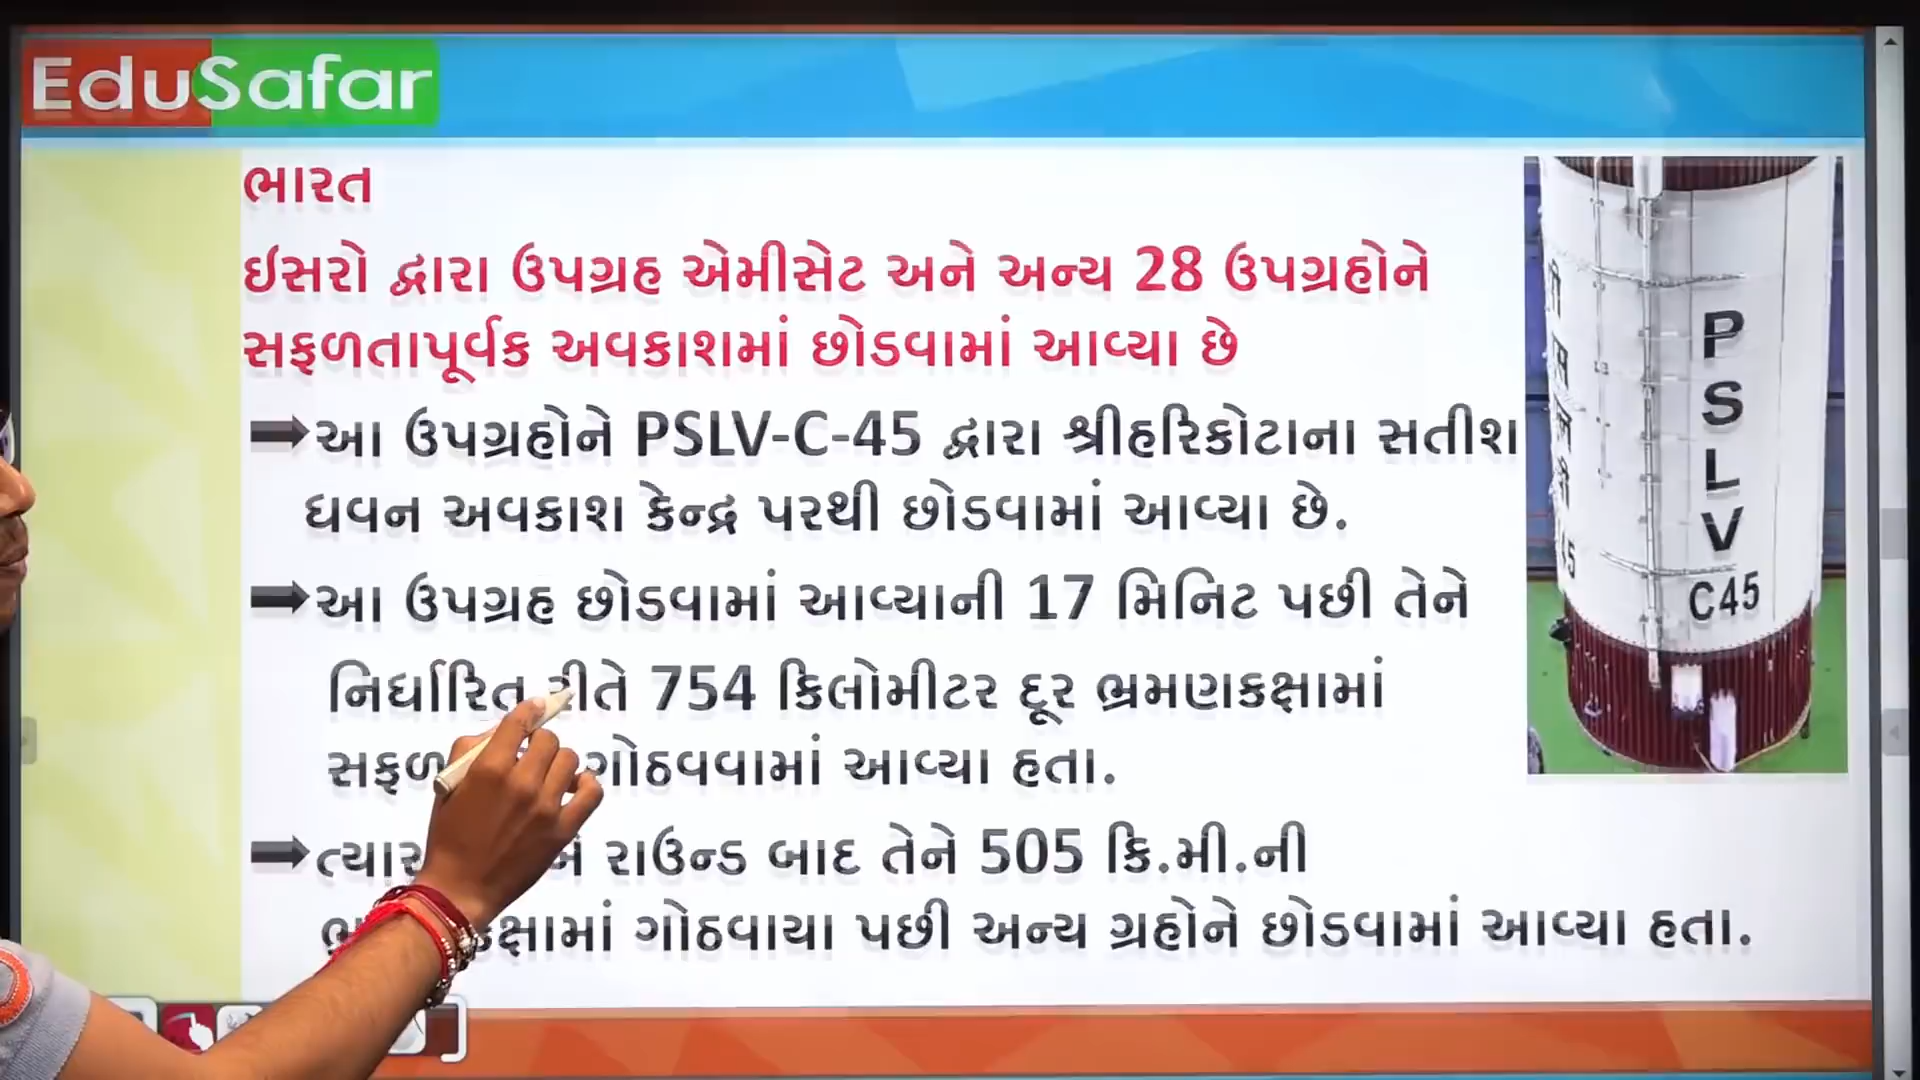 EduSafar
ભારત
ઈસરો દ્વારા ઉપગ્રહ એમીસેટ અને અન્ય 28 ઉપગ્રહોને
સફળતાપૂર્વક અવકાશમાં છોડવામાં આવ્યા છે
આ ઉપગ્રહોને PSLV-C-45 દ્વારા શ્રીહરિકોટાના સતીશ
ધવન અવકાશ કેન્દ્ર પરથી છોડવામાં આવ્યા છે.
આ ઉપગ્રહ છોડવામાં આવ્યાની 17 મિનિટ પછી તેને
નિર્ધારિત રીતે 754 કિલોમીટર દૂર ભ્રમણકક્ષામાં
ગોઠવવામાં આવ્યા હતા.
રાઉન્ડ બાદ તેને 505 કિ.મી.ની
ગોઠવાયા પછી અન્ય ગ્રહોને છોડવામાં આવ્યા હતા.
P
S
L
V
C45